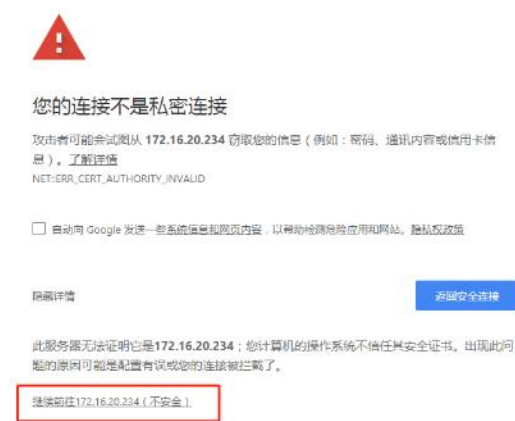 您的连接不是私密连接
攻击者可能会试图从 172.16.20.234 窃取您的信息（例如：密码、通讯内容或信用卡信
息）。了解详情
NET::ERR_CERT_AUTHORITY_INVALID
自动向 Google 发送一些系统信息和网页内容，以帮助检测危险应用和网站。隐私权政策
隐藏详情
返回安全连接
此服务器无法证明它是172.16.20.234；您计算机的操作系统不信任其安全证书。出现此问
题的原因可能是配置有误或您的连接被拦截了。
继续前往172.16.20.234（不安全）